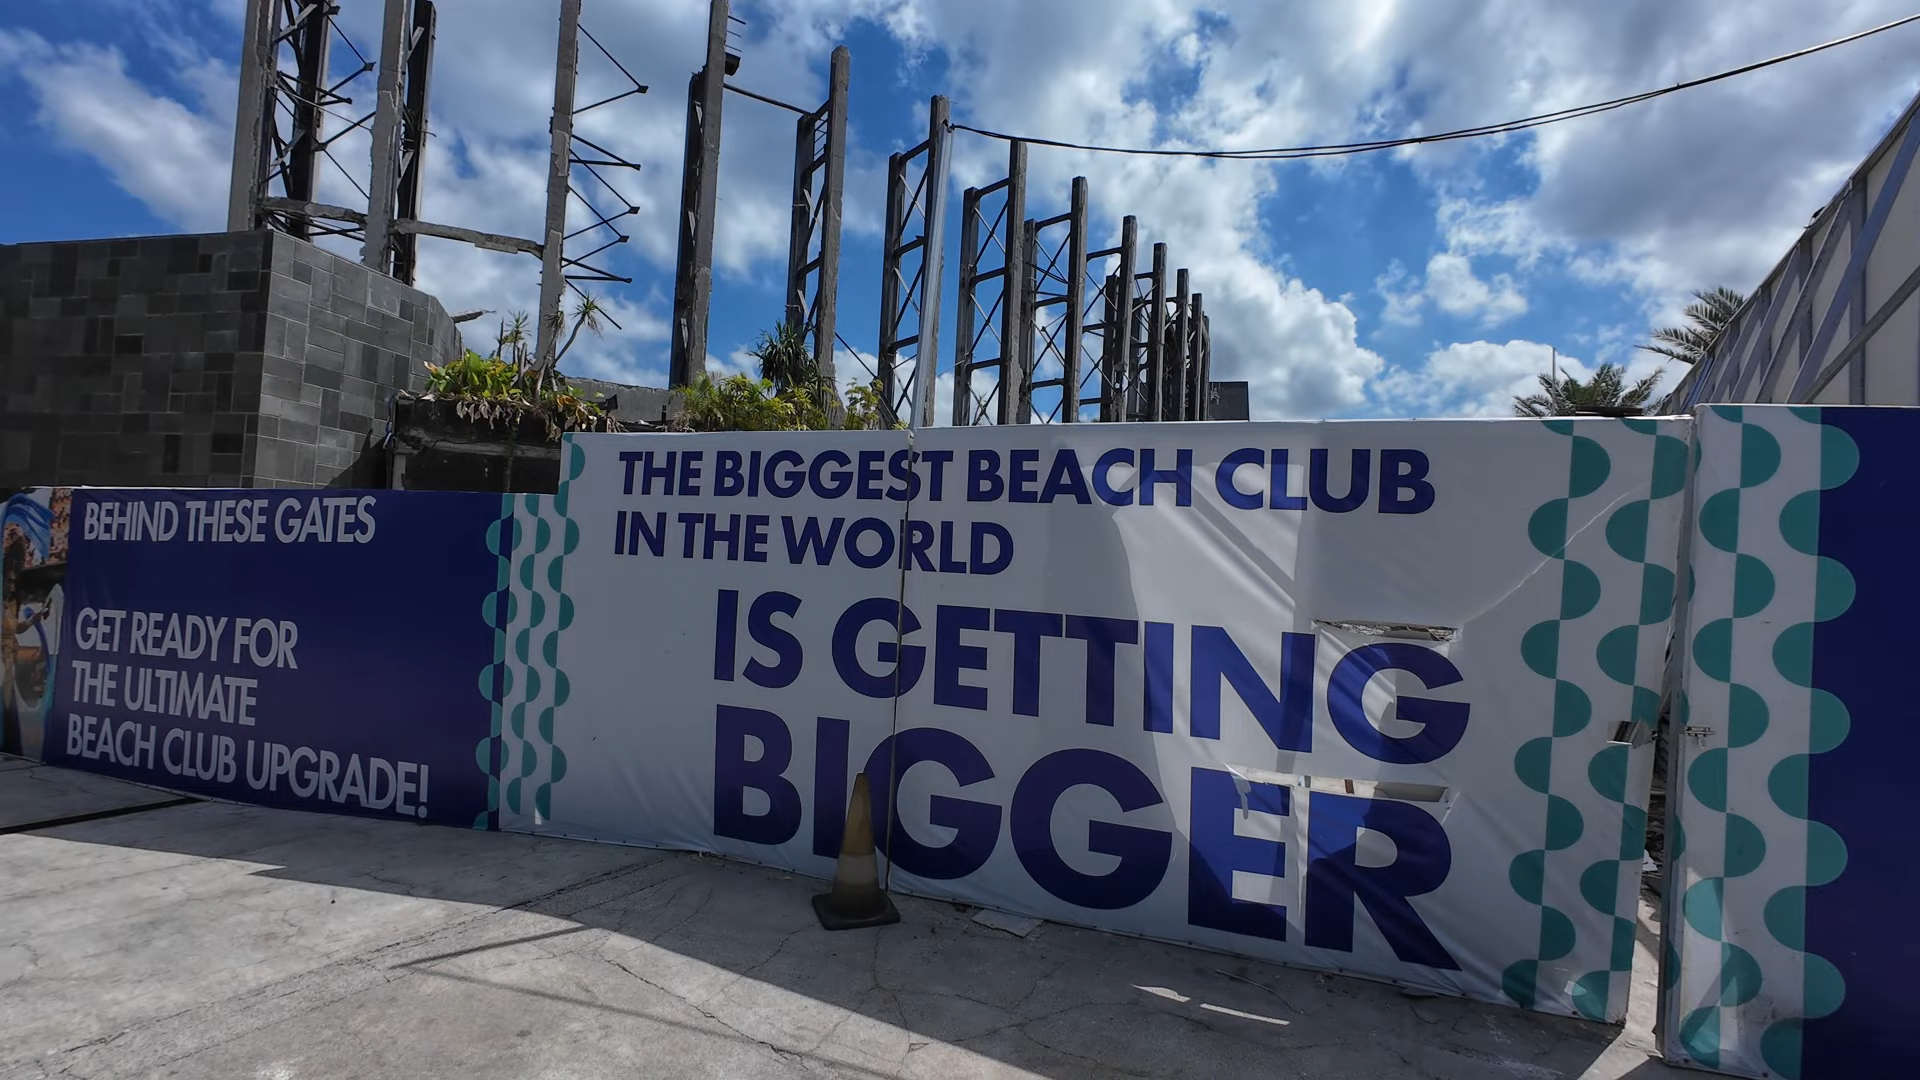 BEHIND THESE GATES
GET READY FOR
THE ULTIMATE
BEACH CLUB UPGRADE!
THE BIGGEST BEACH CLUB
IN THE WORLD
IS GETTING
BIGGER